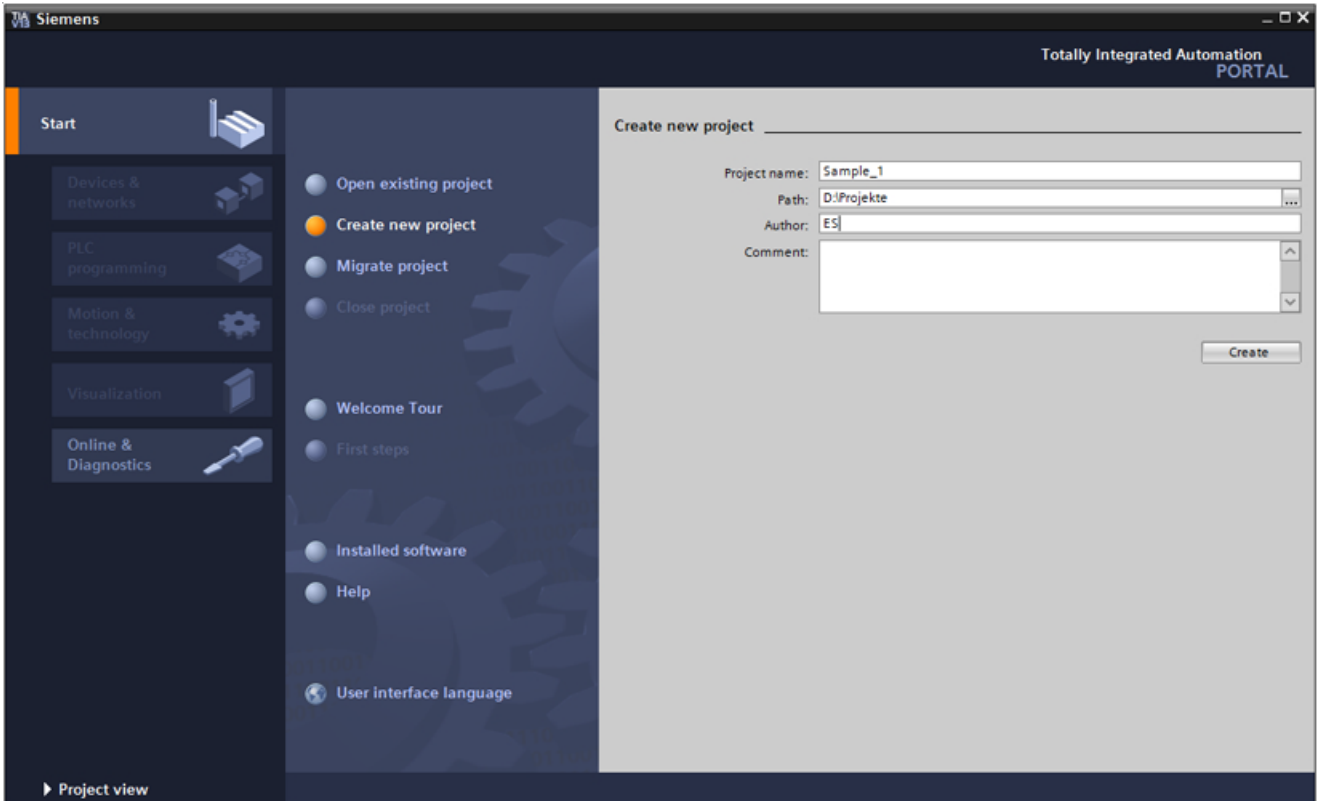 Siemens
Totally Integrated Automation
PORTAL
Start
Devices &
networks
PLC
programming
Motion &
technology
Visualization
Online &
Diagnostics
Project view
Open existing project
Create new project
Migrate project
Close project
Welcome Tour
First steps
Installed software
Help
User interface language
Create new project
Project name: Sample_1
Path: D:\Projekte ...
Author: ES
Comment:
Create